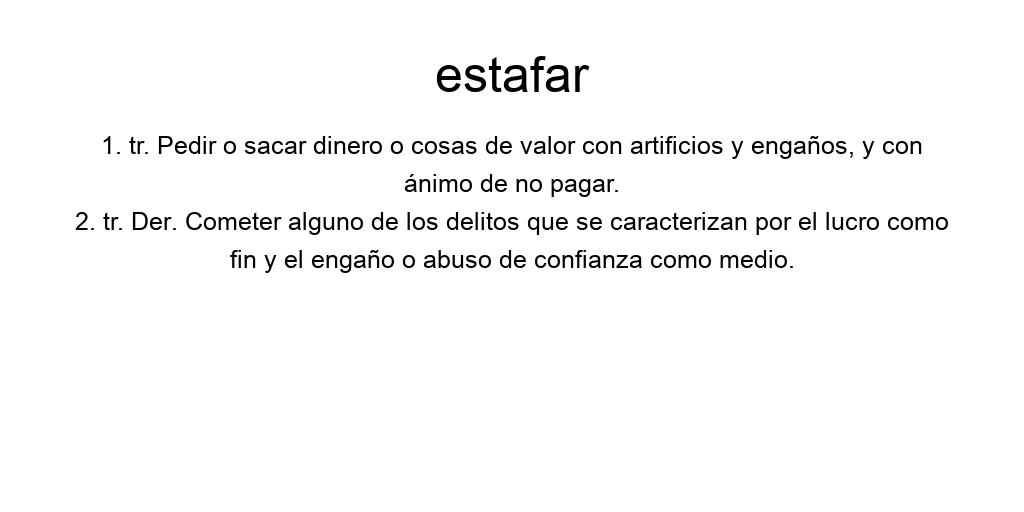 estafar
1. tr. Pedir o sacar dinero o cosas de valor con artificios y engaños, y con
ánimo de no pagar.
2. tr. Der. Cometer alguno de los delitos que se caracterizan por el lucro como
fin y el engaño o abuso de confianza como medio.